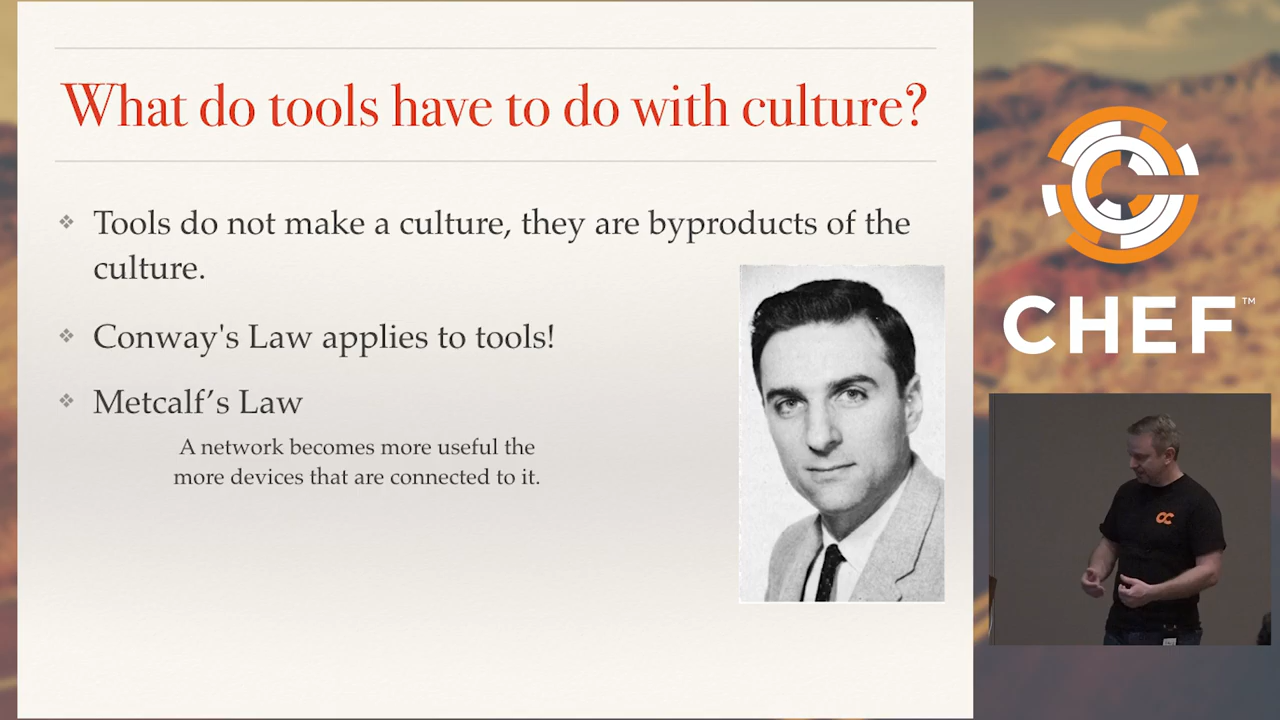 What do tools have to do with culture?
Tools do not make a culture, they are byproducts of the
culture.
Conway's Law applies to tools!
Metcalf’s Law
A network becomes more useful the
more devices that are connected to it.
CHEF™